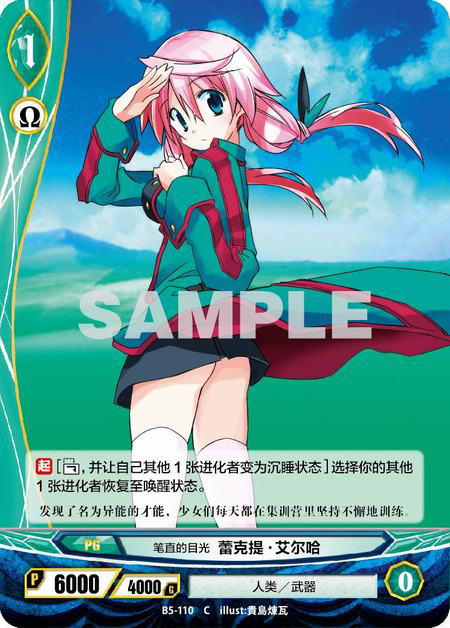 1
Ω
SAMPLE
起[, 并让自己其他1张进化者变为沉睡状态]选择你的其他
1张进化者恢复至唤醒状态。
发现了名为异能的才能，少女们每天都在集训营里坚持不懈地训练。
PG 笔直的目光 蕾克提·艾尔哈
P 6000 / 4000 G 人类／武器 0
B5-110 C illust:貴島煉瓦